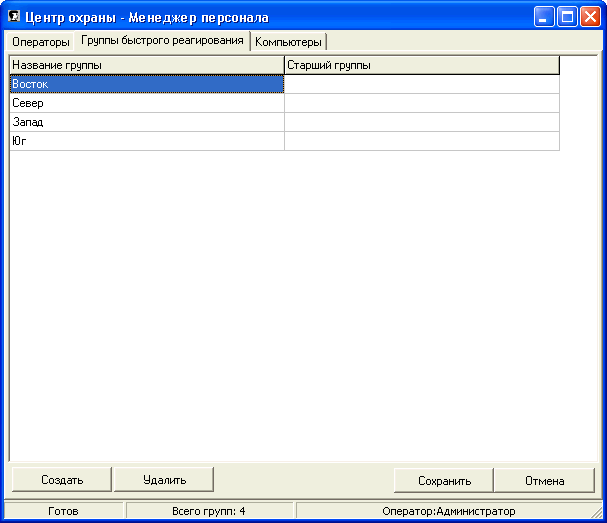 Центр охраны - Менеджер персонала
Операторы Группы быстрого реагирования Компьютеры
Название группы Старший группы
Восток
Север
Запад
Юг
Создать Удалить Сохранить Отмена
Готов Всего групп: 4 Оператор:Администратор